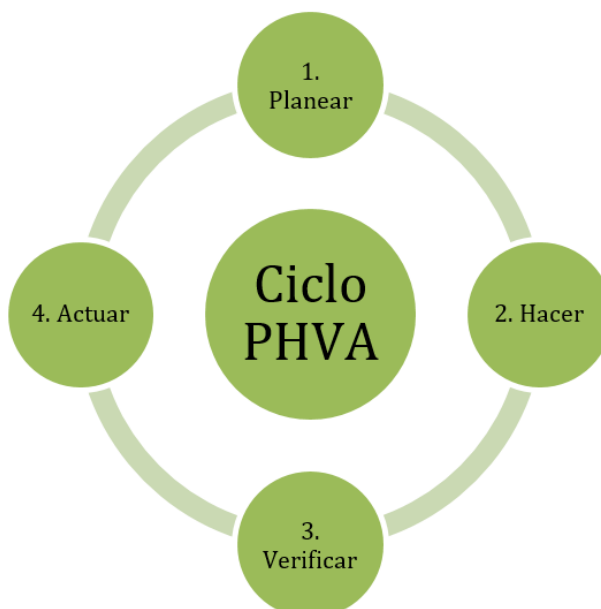 1.
Planear
Ciclo
PHVA
4. Actuar
2. Hacer
3.
Verificar